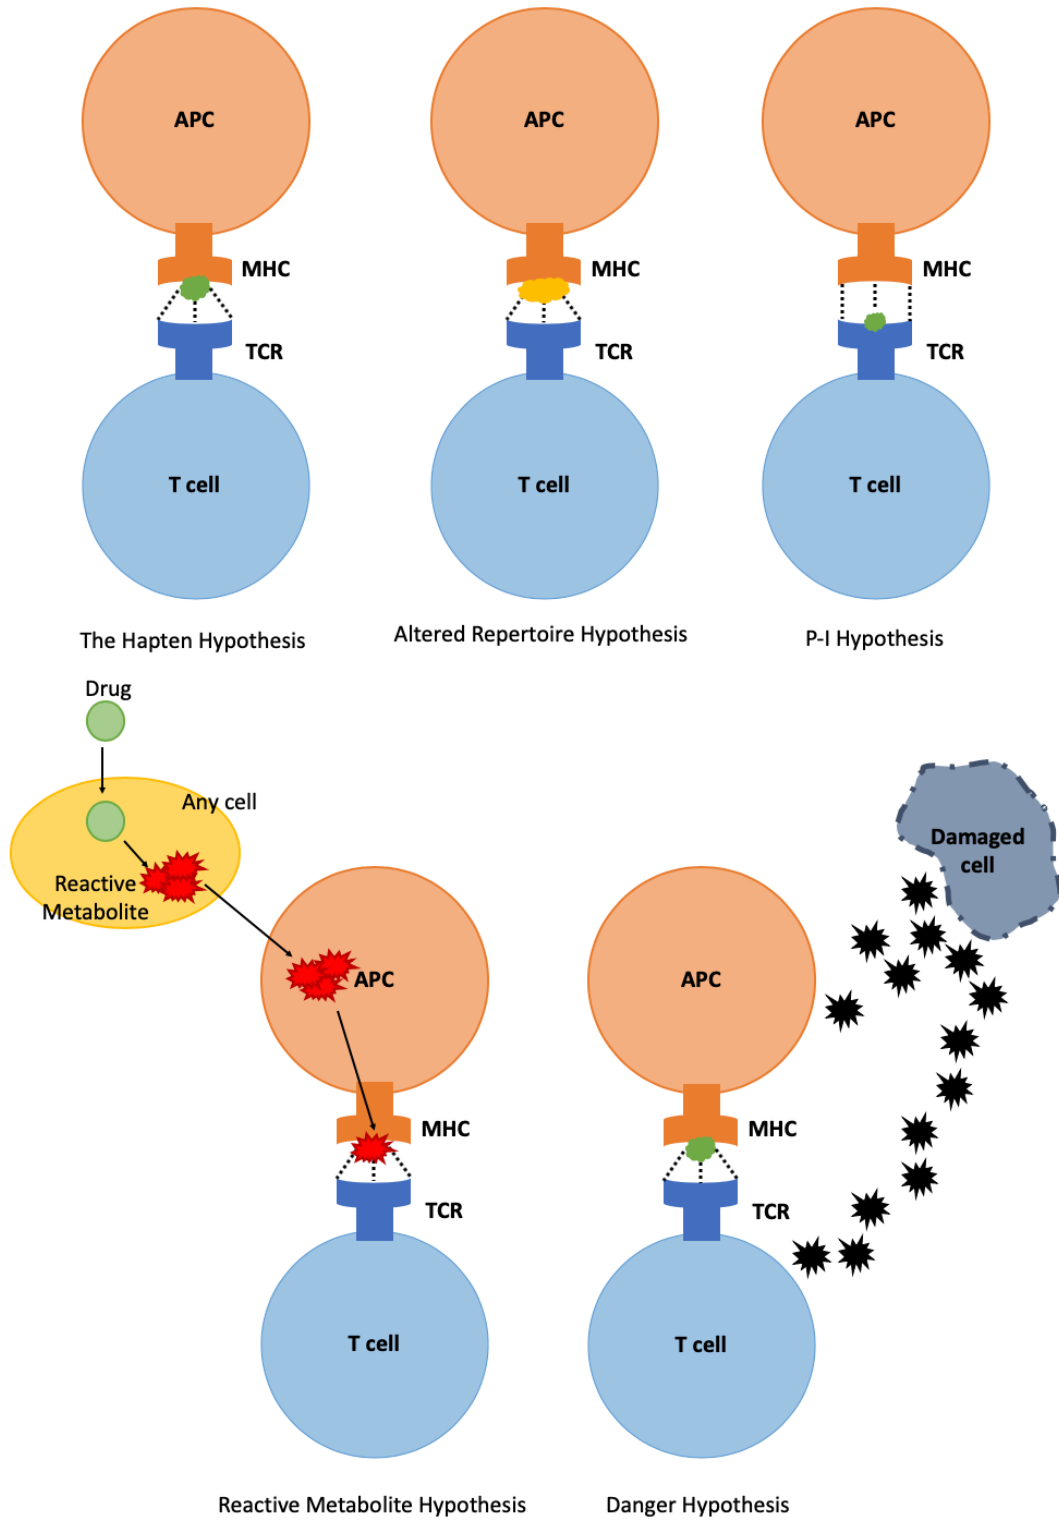 APC
APC
APC
MHC
MHC
MHC
TCR
TCR
TCR
T cell
T cell
T cell
The Hapten Hypothesis
Altered Repertoire Hypothesis
P-I Hypothesis
Drug
Any cell
Reactive
Metabolite
Damaged
cell
APC
APC
MHC
MHC
TCR
TCR
T cell
T cell
Reactive Metabolite Hypothesis
Danger Hypothesis